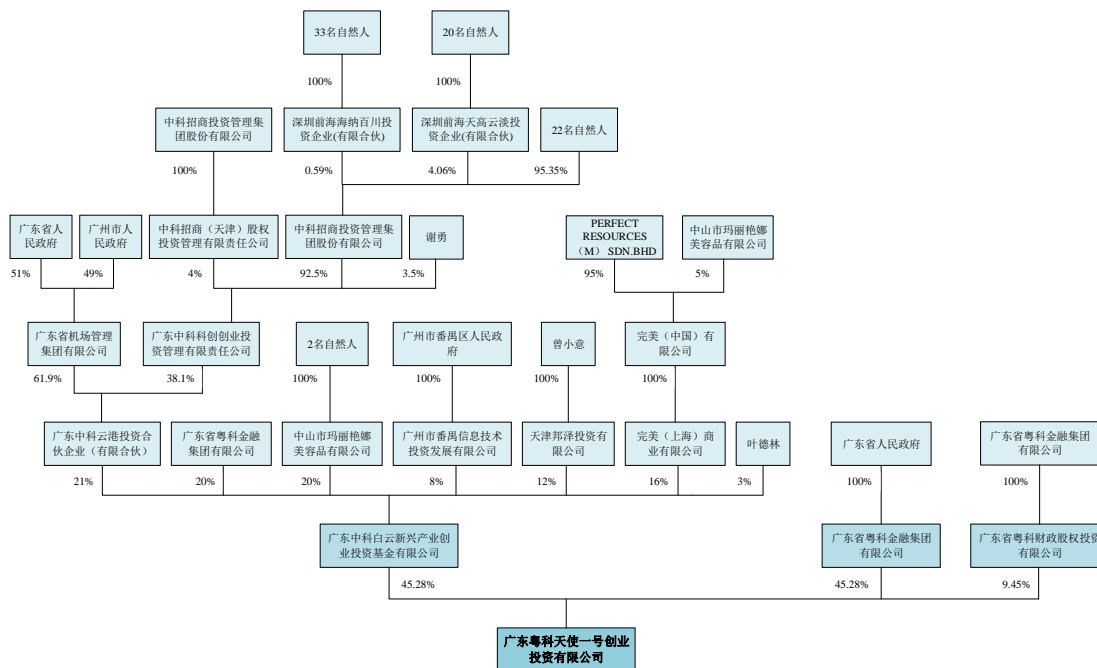 33名自然人
20名自然人
100%
100%
中科招商投资管理集
团股份有限公司
深圳前海海纳百川投
资企业(有限合伙)
深圳前海天高云淡投
资企业(有限合伙)
22名自然人
100%
0.59%
4.06%
95.35%
广东省人
民政府
广州市人
民政府
中科招商（天津）股权
投资管理有限责任公司
中科招商投资管理集
团股份有限公司
谢勇
PERFECT
RESOURCES
（M） SDN.BHD
中山市玛丽艳娜
美容品有限公司
51%
49%
4%
92.5%
3.5%
95%
5%
广东省机场管理
集团有限公司
广东中科科创创业投
资管理有限责任公司
2名自然人
广州市番禺区人民政
府
曾小意
完美（中国）有
限公司
61.9%
38.1%
100%
100%
100%
100%
广东中科云港投资合
伙企业（有限合伙）
广东省粤科金融
集团有限公司
中山市玛丽艳娜
美容品有限公司
广州市番禺信息技术
投资发展有限公司
天津邦泽投资有
限公司
完美（上海）商
业有限公司
叶德林
广东省人民政府
广东省粤科金融集团
有限公司
21%
20%
20%
8%
12%
16%
3%
100%
100%
广东中科白云新兴产业创
业投资基金有限公司
广东省粤科金融集团
有限公司
广东省粤科财政股权投资
有限公司
45.28%
45.28%
9.45%
广东粤科天使一号创业
投资有限公司